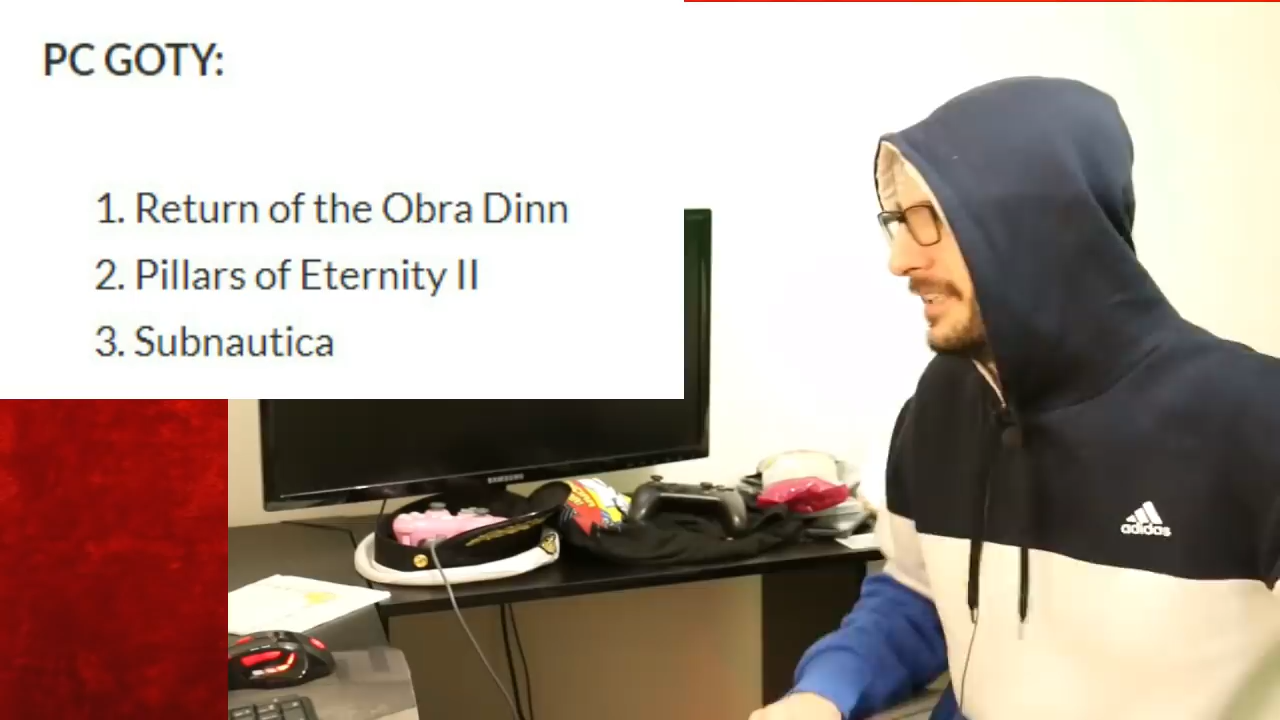 PC GOTY:
1. Return of the Obra Dinn
2. Pillars of Eternity II
3. Subnautica
SAMSUNG
adidas